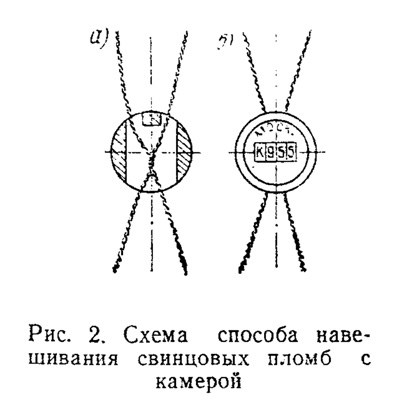 а) б)
К955
Рис. 2. Схема способа наве-
шивания свинцовых пломб с
камерой